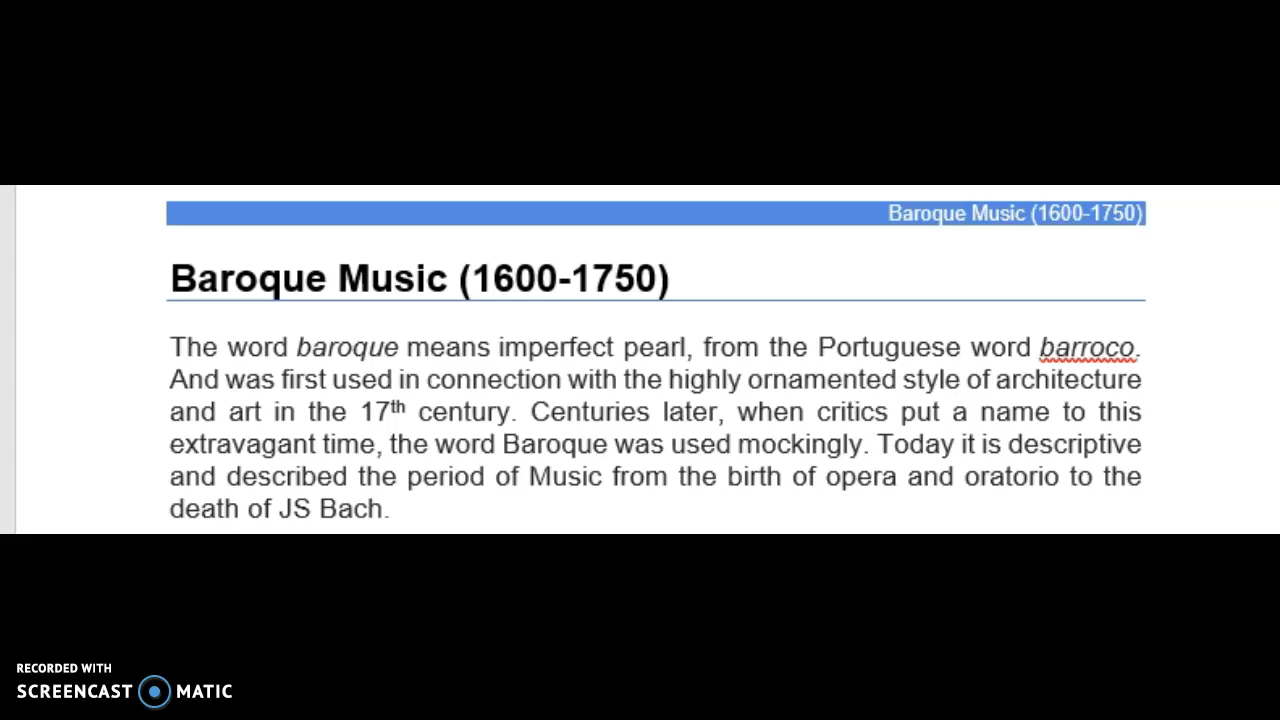 Baroque Music (1600-1750)
Baroque Music (1600-1750)
The word baroque means imperfect pearl, from the Portuguese word barroco.
And was first used in connection with the highly ornamented style of architecture
and art in the 17th century. Centuries later, when critics put a name to this
extravagant time, the word Baroque was used mockingly. Today it is descriptive
and described the period of Music from the birth of opera and oratorio to the
death of JS Bach.
RECORDED WITH
SCREENCAST MATIC